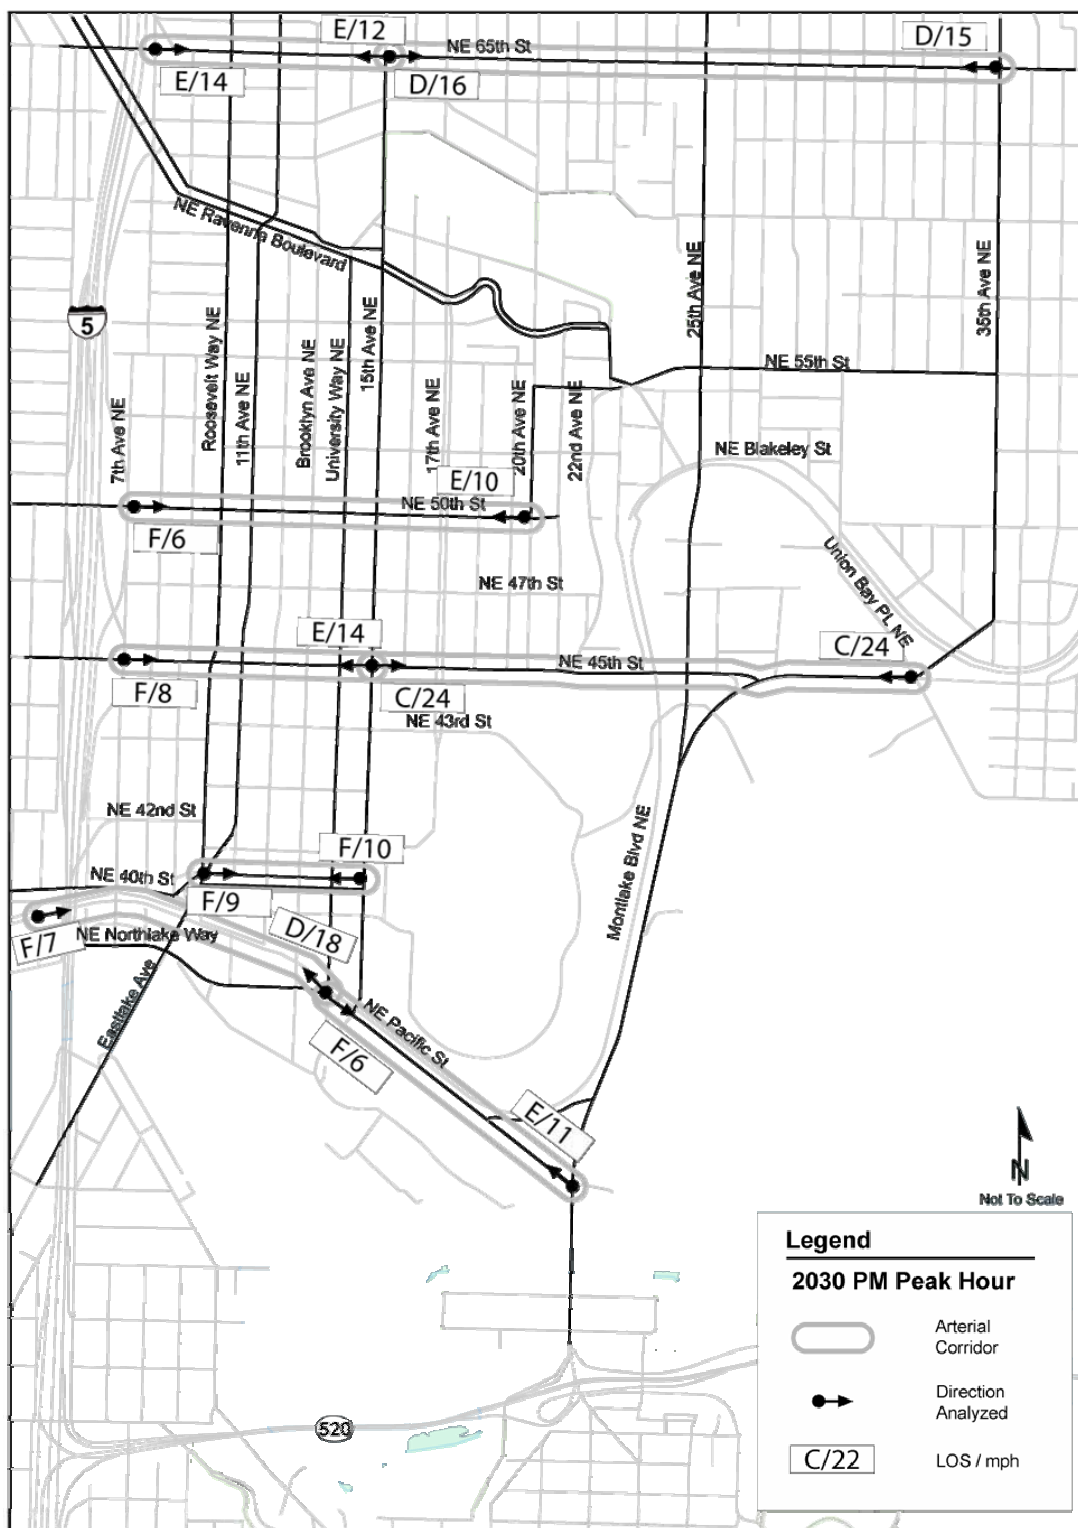 E/12
NE 65th St
D/15
E/14
D/16
NE Ravenna Boulevard
5
Roosevelt Way NE
11th Ave NE
Brooklyn Ave NE
University Way NE
15th Ave NE
25th Ave NE
35th Ave NE
NE 55th St
7th Ave NE
17th Ave NE
20th Ave NE
22nd Ave NE
NE Blakeley St
E/10
NE 50th St
F/6
Union Bay PL NE
NE 47th St
E/14
NE 45th St
C/24
F/8
C/24
NE 43rd St
NE 42nd St
Montlake Blvd NE
F/10
NE 40th St
F/9
D/18
F/7
NE Northlake Way
Eastlake Ave
NE Pacific St
F/6
E/11
N
Not To Scale
Legend
2030 PM Peak Hour
Arterial
Corridor
Direction
Analyzed
C/22
LOS / mph
520